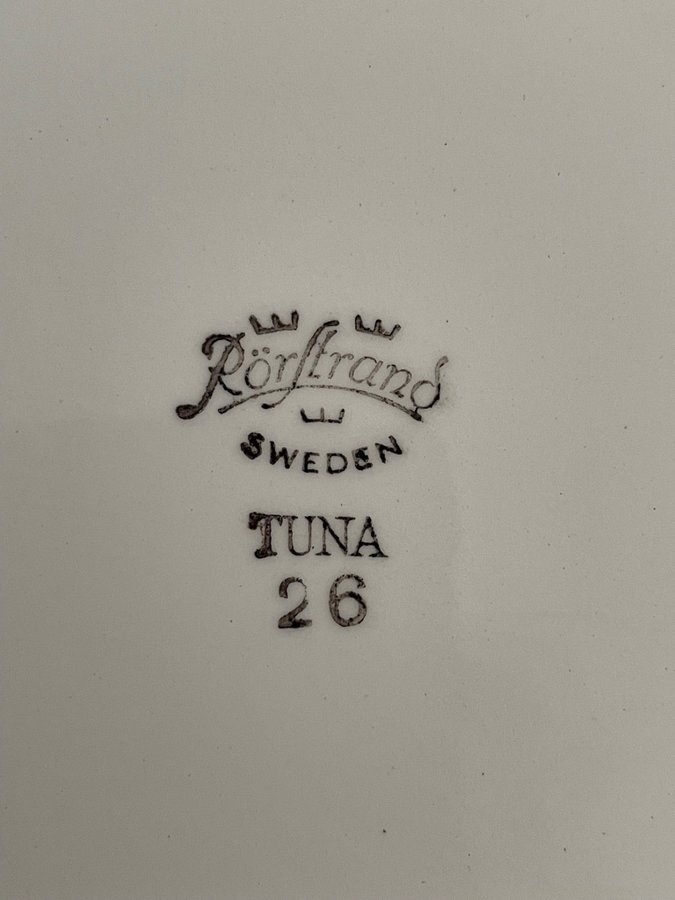 Rörstrand
SWEDEN
TUNA
26